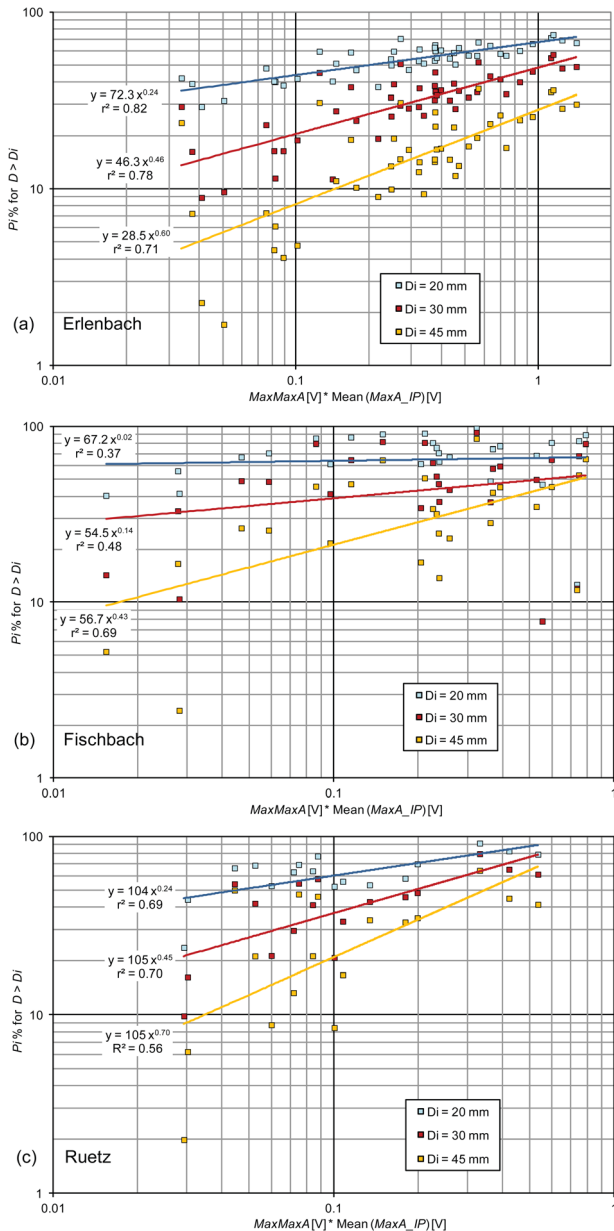 100
y = 72.3 x^0.24
r² = 0.82
y = 46.3 x^0.46
r² = 0.78
10
Pi % for D > Di
y = 28.5 x^0.60
r² = 0.71
Di = 20 mm
Di = 30 mm
Di = 45 mm
(a) Erlenbach
1
0.01 0.1 1
MaxMaxA [V] * Mean (MaxA_IP) [V]
100
y = 67.2 x^0.02
r² = 0.37
y = 54.5 x^0.14
r² = 0.48
10
Pi % for D > Di
y = 56.7 x^0.43
r² = 0.69
Di = 20 mm
Di = 30 mm
Di = 45 mm
(b) Fischbach
1
0.01 0.1 1
MaxMaxA [V] * Mean (MaxA_IP) [V]
100
y = 104 x^0.24
r² = 0.69
y = 105 x^0.45
r² = 0.70
10
Pi % for D > Di
y = 105 x^0.70
R² = 0.56
Di = 20 mm
Di = 30 mm
Di = 45 mm
(c) Ruetz
1
0.01 0.1 1
MaxMaxA [V] * Mean (MaxA_IP) [V]